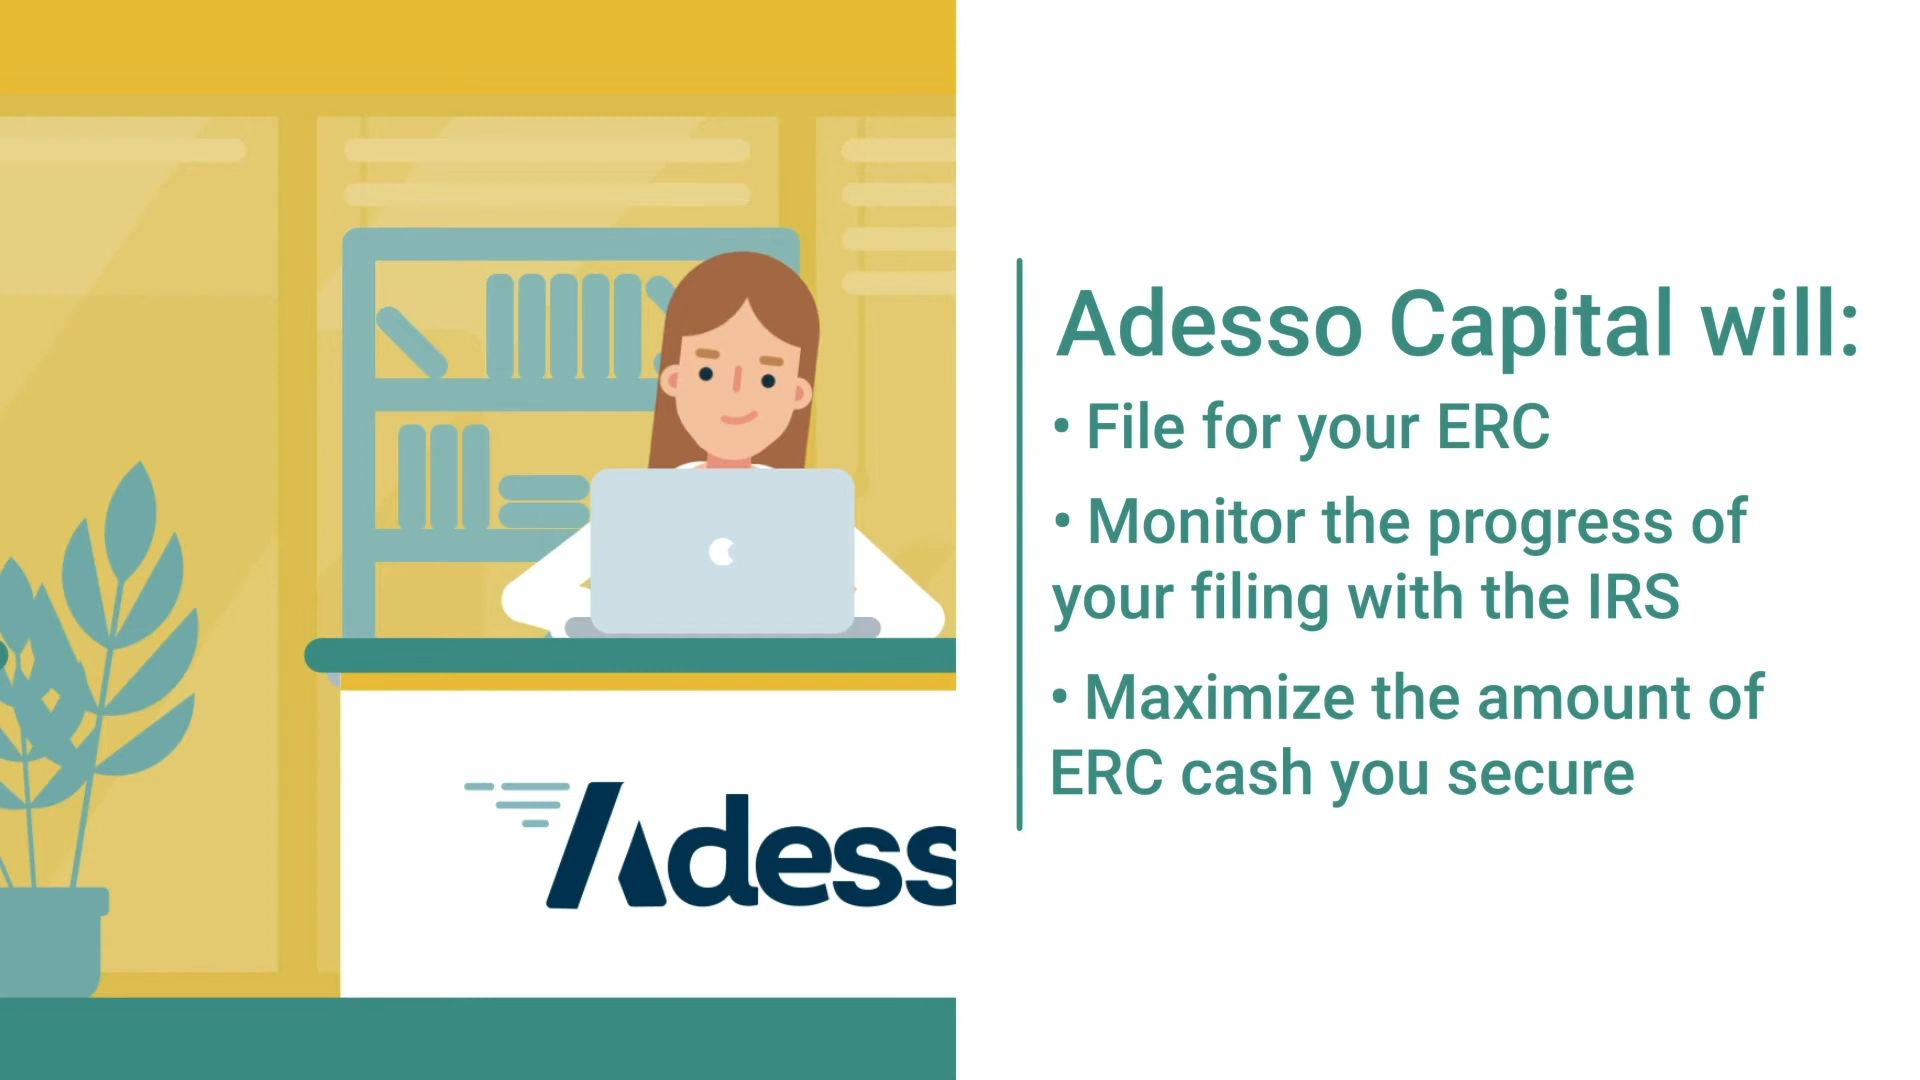 Adess
Adesso Capital will:
• File for your ERC
• Monitor the progress of
your filing with the IRS
• Maximize the amount of
ERC cash you secure